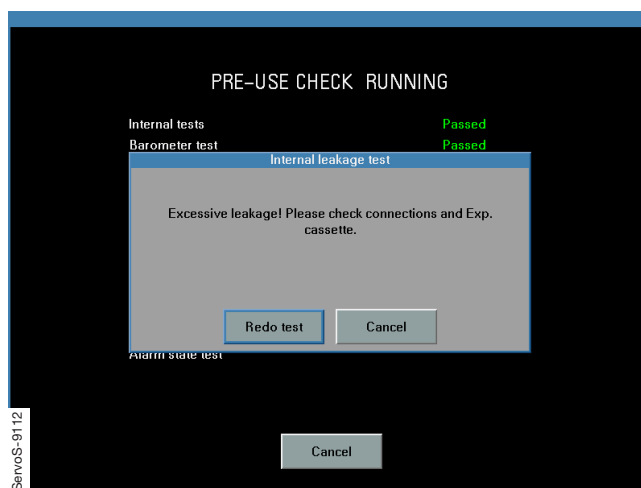 PRE-USE CHECK RUNNING
Internal tests Passed
Barometer test Passed
Internal leakage test
Excessive leakage! Please check connections and Exp.
cassette.
Redo test Cancel
Alarm state test
Cancel
ServoS-9112